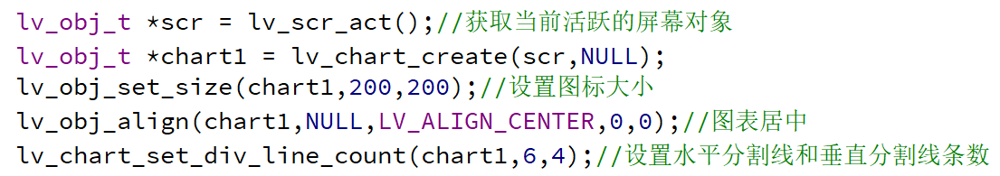 lv_obj_t *scr = lv_scr_act();//获取当前活跃的屏幕对象
lv_obj_t *chart1 = lv_chart_create(scr,NULL);
lv_obj_set_size(chart1,200,200);//设置图标大小
lv_obj_align(chart1,NULL,LV_ALIGN_CENTER,0,0);//图表居中
lv_chart_set_div_line_count(chart1,6,4);//设置水平分割线和垂直分割线条数